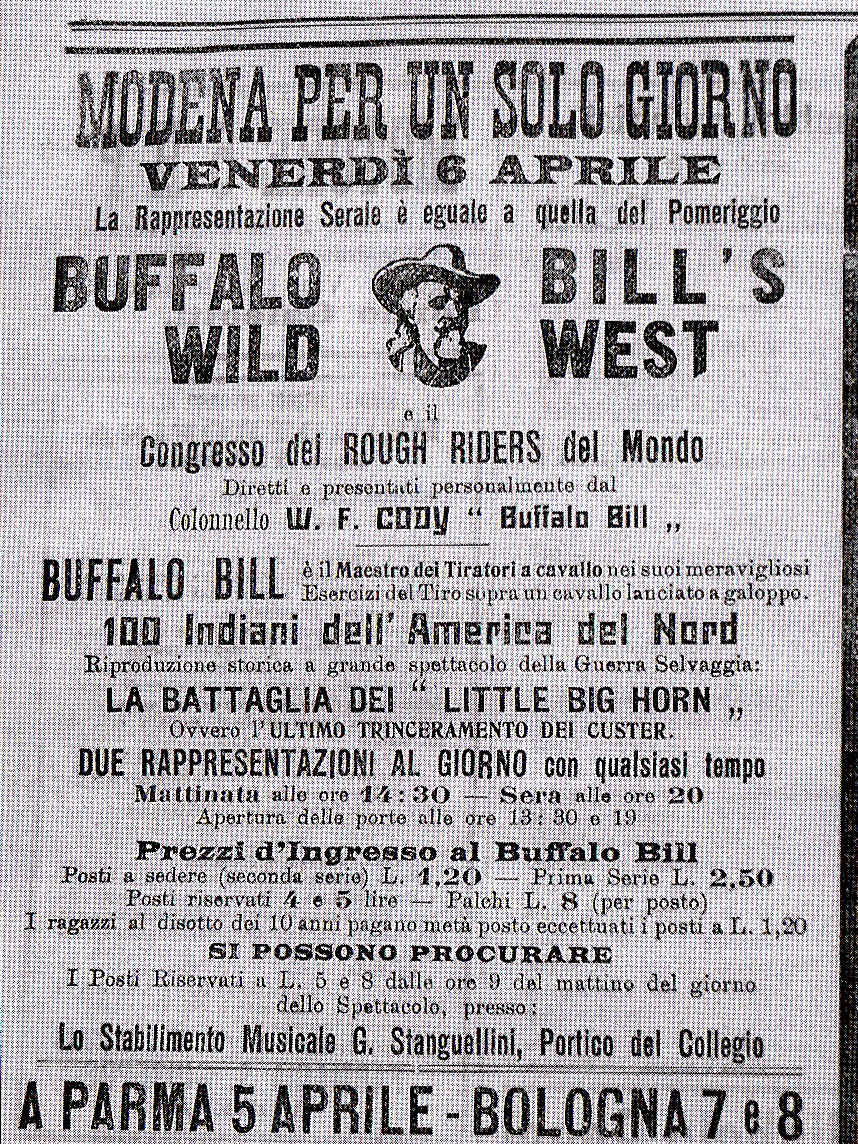 MODENA PER UN SOLO GIORNO
VENERDÌ 6 APRILE
La Rappresentazione Serale è eguale a quella del Pomeriggio
BUFFALO BILL'S
WILD WEST
e il
Congresso dei ROUGH RIDERS del Mondo
Diretti e presentati personalmente dal
Colonnello W. F. CODY “ Buffalo Bill „
BUFFALO BILL è il Maestro dei Tiratori a cavallo nei suoi meravigliosi
Esercizi del Tiro sopra un cavallo lanciato a galoppo.
100 Indiani dell' America del Nord
Riproduzione storica a grande spettacolo della Guerra Selvaggia:
LA BATTAGLIA DEI “ LITTLE BIG HORN „
Ovvero l'ULTIMO TRINCERAMENTO DEI CUSTER.
DUE RAPPRESENTAZIONI AL GIORNO con qualsiasi tempo
Mattinata alle ore 14:30 — Sera alle ore 20
Apertura delle porte alle ore 13:30 e 19
Prezzi d'Ingresso al Buffalo Bill
Posti a sedere (seconda serie) L. 1,20 — Prima Serie L. 2,50
Posti riservati 4 e 5 lire — Palchi L. 8 (per posto)
I ragazzi al disotto dei 10 anni pagano metà posto eccettuati i posti a L. 1,20
SI POSSONO PROCURARE
I Posti Riservati a L. 5 e 8 dalle ore 9 del mattino del giorno
dello Spettacolo, presso:
Lo Stabilimento Musicale G. Stanguellini, Portico del Collegio
A PARMA 5 APRILE - BOLOGNA 7 e 8